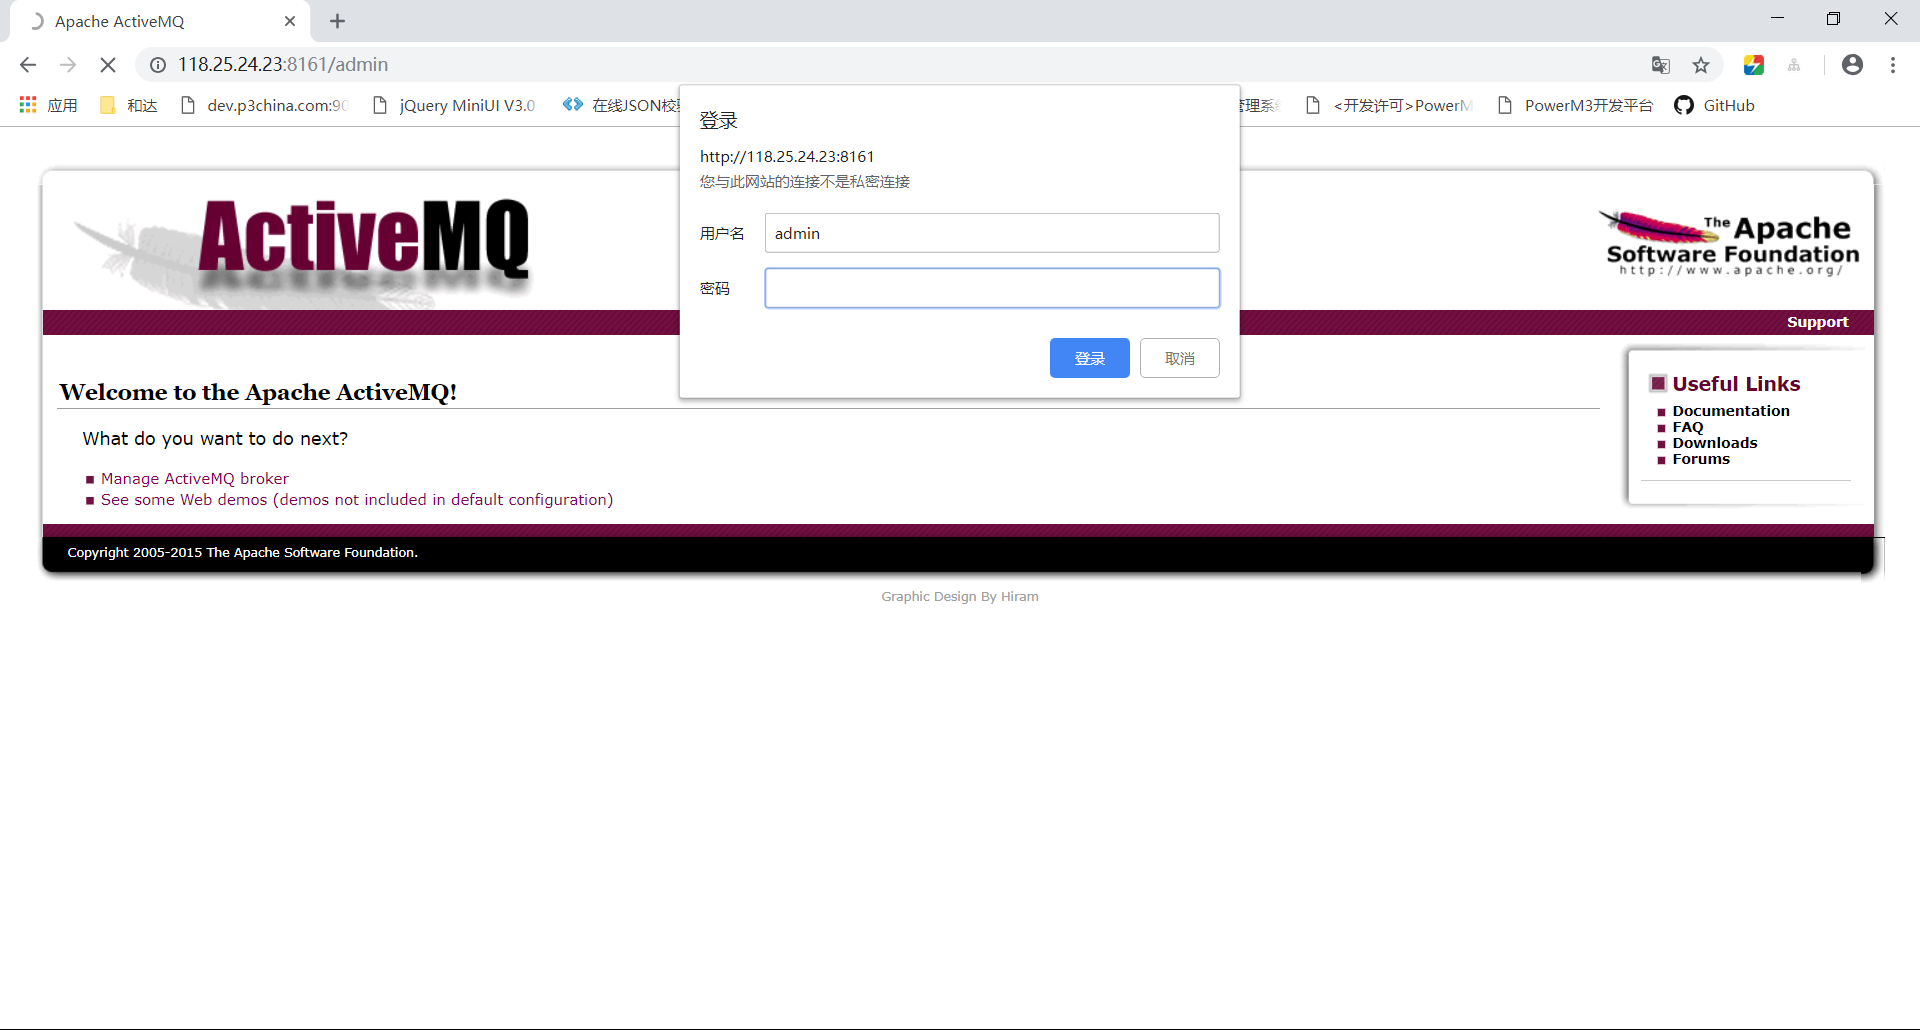 Apache ActiveMQ
118.25.24.23:8161/admin
应用
和达
dev.p3china.com:90
jQuery MiniUI V3.0
在线JSON校
管理系
<开发许可>PowerM
PowerM3开发平台
GitHub
登录
http://118.25.24.23:8161
您与此网站的连接不是私密连接
用户名
admin
密码
登录
取消
ActiveMQ
The Apache
Software Foundation
http://www.apache.org/
Support
Welcome to the Apache ActiveMQ!
What do you want to do next?
Manage ActiveMQ broker
See some Web demos (demos not included in default configuration)
Useful Links
Documentation
FAQ
Downloads
Forums
Copyright 2005-2015 The Apache Software Foundation.
Graphic Design By Hiram